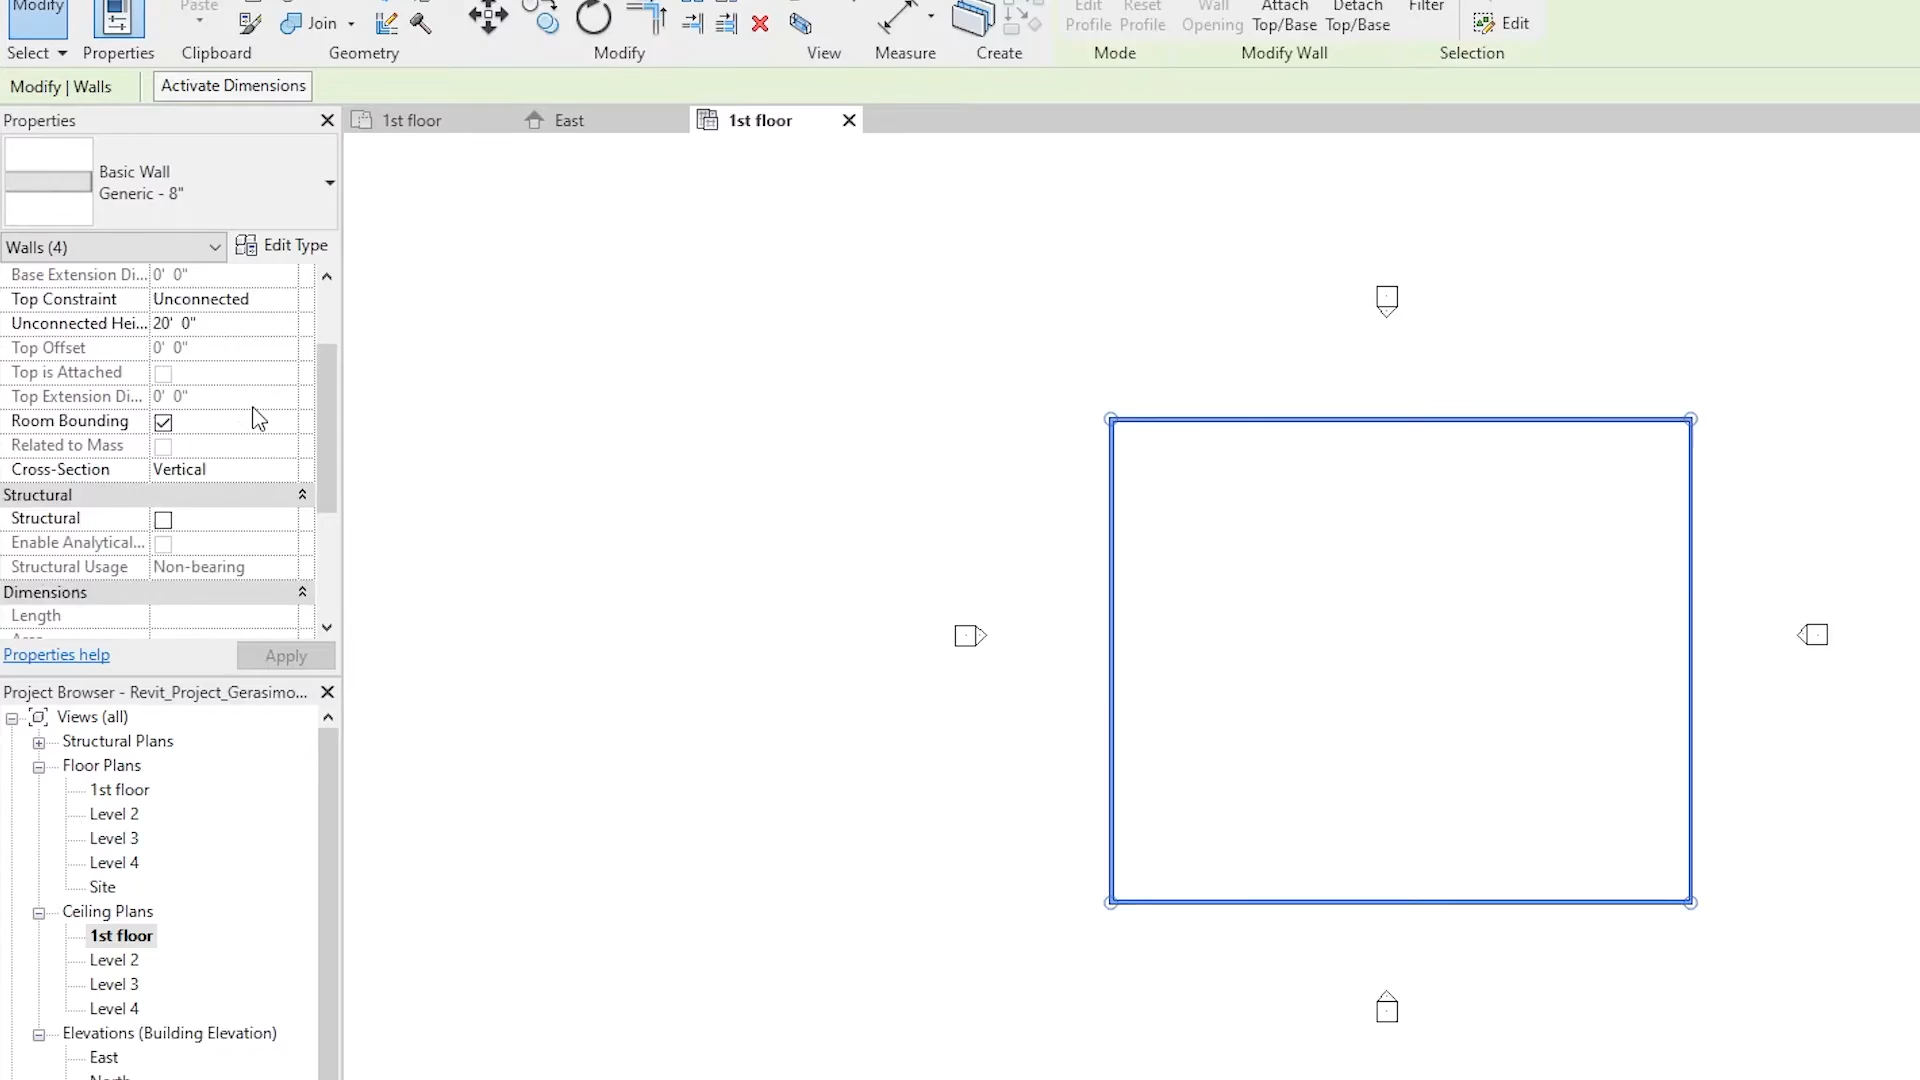 Modify
Paste
Join
Edit Profile
Reset Profile
Wall Opening
Attach Top/Base
Detach Top/Base
Filter
Edit
Select
Properties
Clipboard
Geometry
Modify
View
Measure
Create
Mode
Modify Wall
Selection
Modify | Walls
Activate Dimensions
Properties
1st floor
East
1st floor
Basic Wall
Generic - 8"
Walls (4)
Edit Type
Base Extension Di... 0' 0"
Top Constraint Unconnected
Unconnected Hei... 20' 0"
Top Offset 0' 0"
Top is Attached
Top Extension Di... 0' 0"
Room Bounding
Related to Mass
Cross-Section Vertical
Structural
Structural
Enable Analytical...
Structural Usage Non-bearing
Dimensions
Length
Properties help
Apply
Project Browser - Revit_Project_Gerasimo...
Views (all)
Structural Plans
Floor Plans
1st floor
Level 2
Level 3
Level 4
Site
Ceiling Plans
1st floor
Level 2
Level 3
Level 4
Elevations (Building Elevation)
East